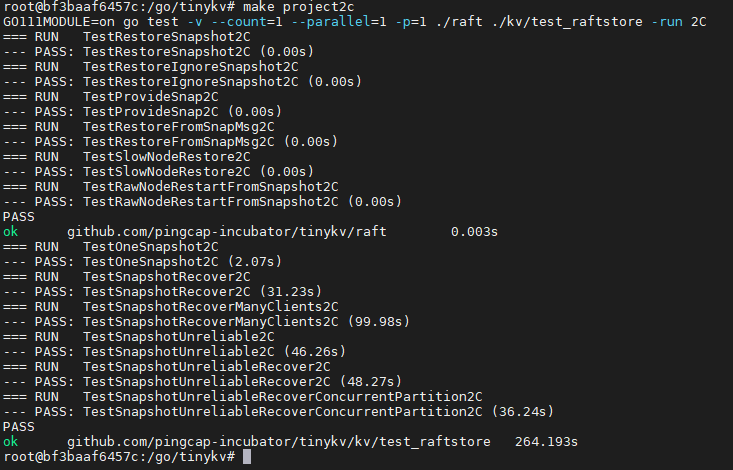 root@bf3baaf6457c:/go/tinykv# make project2c
GO111MODULE=on go test -v --count=1 --parallel=1 -p=1 ./raft ./kv/test_raftstore -run 2C
=== RUN   TestRestoreSnapshot2C
--- PASS: TestRestoreSnapshot2C (0.00s)
=== RUN   TestRestoreIgnoreSnapshot2C
--- PASS: TestRestoreIgnoreSnapshot2C (0.00s)
=== RUN   TestProvideSnap2C
--- PASS: TestProvideSnap2C (0.00s)
=== RUN   TestRestoreFromSnapMsg2C
--- PASS: TestRestoreFromSnapMsg2C (0.00s)
=== RUN   TestSlowNodeRestore2C
--- PASS: TestSlowNodeRestore2C (0.00s)
=== RUN   TestRawNodeRestartFromSnapshot2C
--- PASS: TestRawNodeRestartFromSnapshot2C (0.00s)
PASS
ok      github.com/pingcap-incubator/tinykv/raft        0.003s
=== RUN   TestOneSnapshot2C
--- PASS: TestOneSnapshot2C (2.07s)
=== RUN   TestSnapshotRecover2C
--- PASS: TestSnapshotRecover2C (31.23s)
=== RUN   TestSnapshotRecoverManyClients2C
--- PASS: TestSnapshotRecoverManyClients2C (99.98s)
=== RUN   TestSnapshotUnreliable2C
--- PASS: TestSnapshotUnreliable2C (46.26s)
=== RUN   TestSnapshotUnreliableRecover2C
--- PASS: TestSnapshotUnreliableRecover2C (48.27s)
=== RUN   TestSnapshotUnreliableRecoverConcurrentPartition2C
--- PASS: TestSnapshotUnreliableRecoverConcurrentPartition2C (36.24s)
PASS
ok      github.com/pingcap-incubator/tinykv/kv/test_raftstore   264.193s
root@bf3baaf6457c:/go/tinykv#